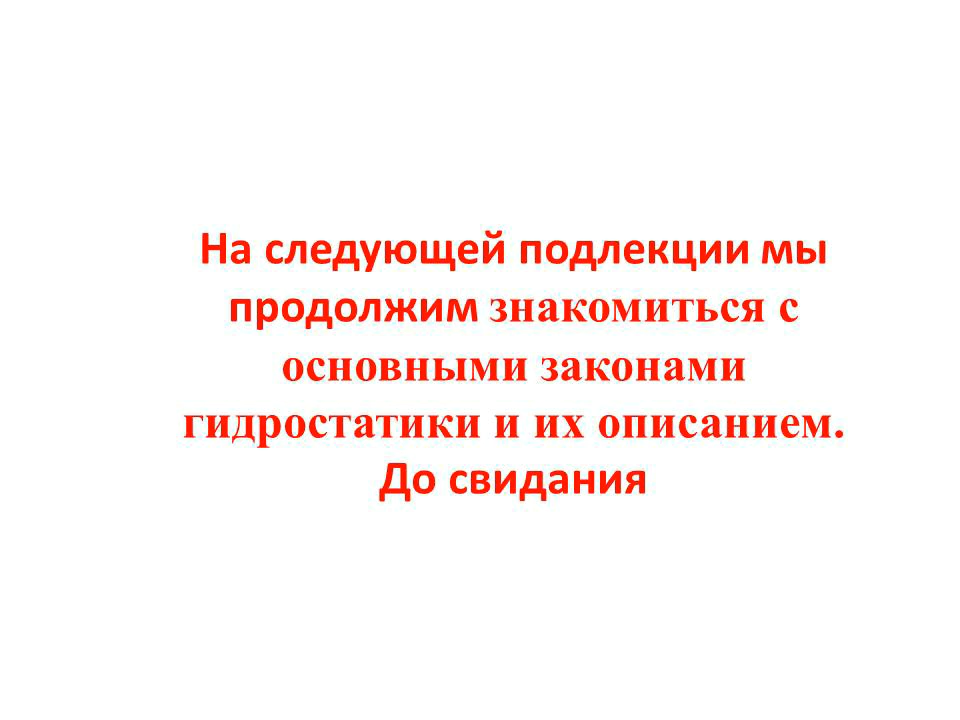 На следующей подлекции мы
продолжим знакомиться с
основными законами
гидростатики и их описанием.
До свидания